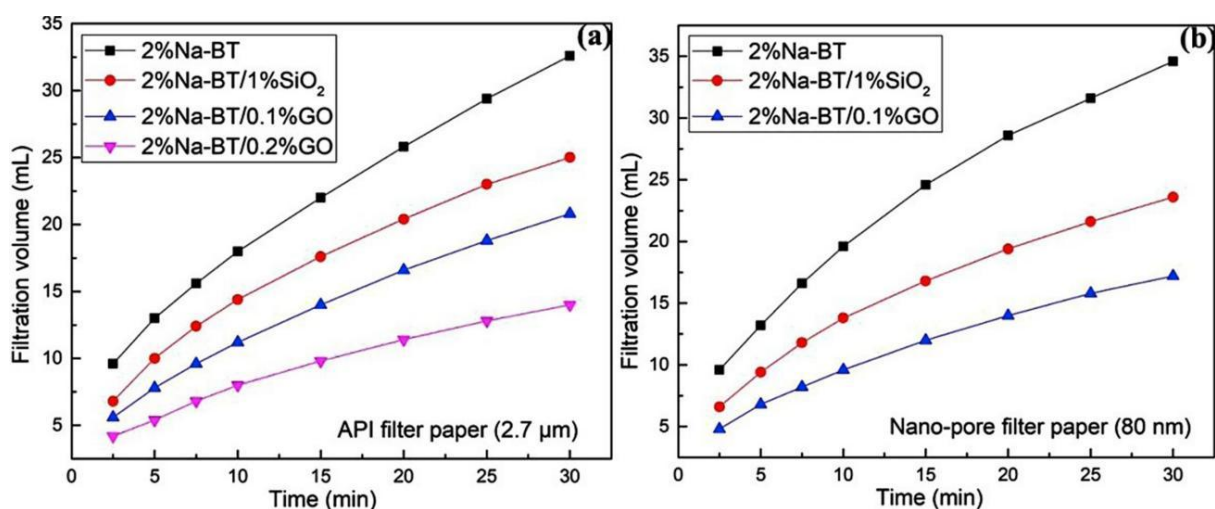 (a)
2%Na-BT
2%Na-BT/1%SiO₂
2%Na-BT/0.1%GO
2%Na-BT/0.2%GO
Filtration volume (mL)
35
30
25
20
15
10
5
API filter paper (2.7 µm)
0 5 10 15 20 25 30
Time (min)
(b)
2%Na-BT
2%Na-BT/1%SiO₂
2%Na-BT/0.1%GO
Filtration volume (mL)
35
30
25
20
15
10
5
Nano-pore filter paper (80 nm)
0 5 10 15 20 25 30
Time (min)